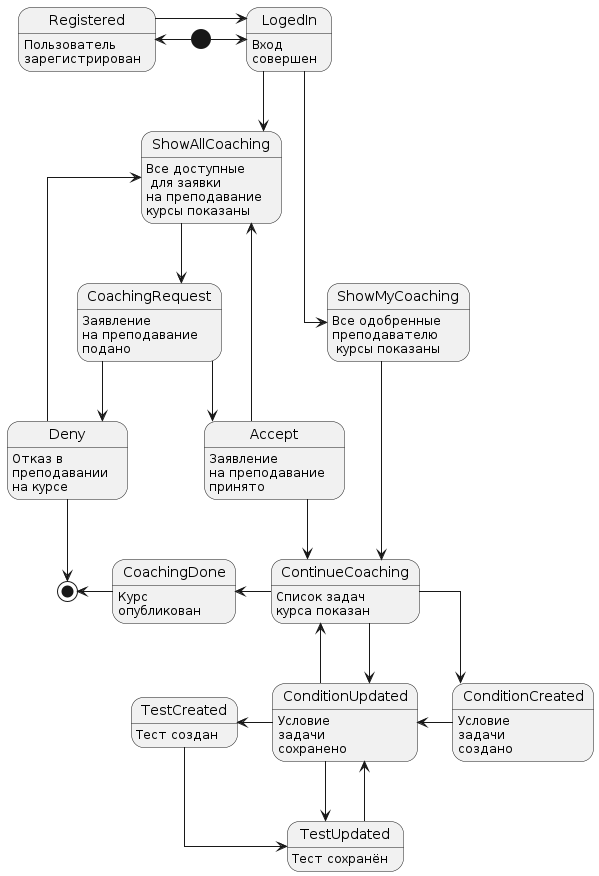 Registered
Пользователь
зарегистрирован
LogedIn
Вход
совершен
ShowAllCoaching
Все доступные
для заявки
на преподавание
курсы показаны
CoachingRequest
Заявление
на преподавание
подано
ShowMyCoaching
Все одобренные
преподавателю
курсы показаны
Deny
Отказ в
преподавании
на курсе
Accept
Заявление
на преподавание
принято
CoachingDone
Курс
опубликован
ContinueCoaching
Список задач
курса показан
TestCreated
Тест создан
ConditionUpdated
Условие
задачи
сохранено
ConditionCreated
Условие
задачи
создано
TestUpdated
Тест сохранён